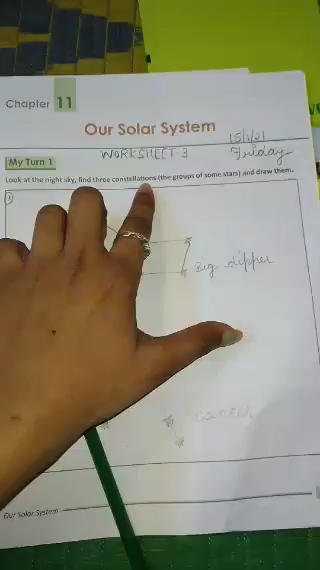 Chapter 11
Our Solar System
15/1/21
WORKSHEET-3 Friday
My Turn 1
Look at the night sky, find three constellations (the groups of some stars) and draw them.
1
Big dipper
Our Solar System